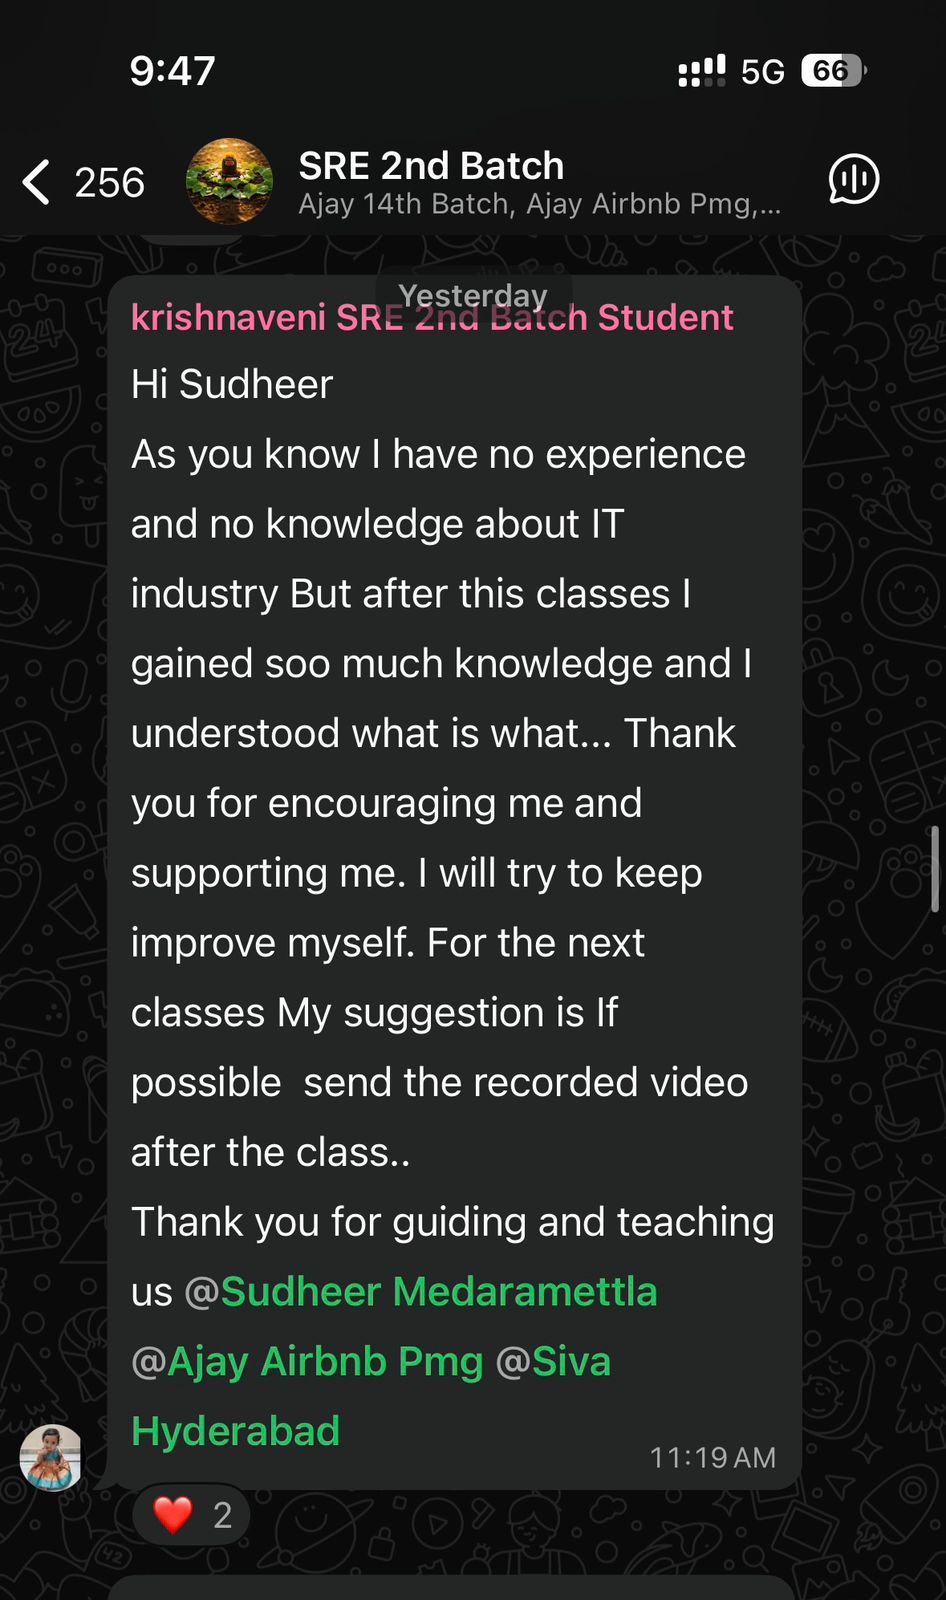 9:47
5G
66
256
SRE 2nd Batch
Ajay 14th Batch, Ajay Airbnb Pmg,...
Yesterday
krishnaveni SRE 2nd Batch Student
Hi Sudheer
As you know I have no experience
and no knowledge about IT
industry But after this classes I
gained soo much knowledge and I
understood what is what... Thank
you for encouraging me and
supporting me. I will try to keep
improve myself. For the next
classes My suggestion is If
possible  send the recorded video
after the class..
Thank you for guiding and teaching
us @Sudheer Medaramettla
@Ajay Airbnb Pmg @Siva
Hyderabad
11:19 AM
❤️ 2